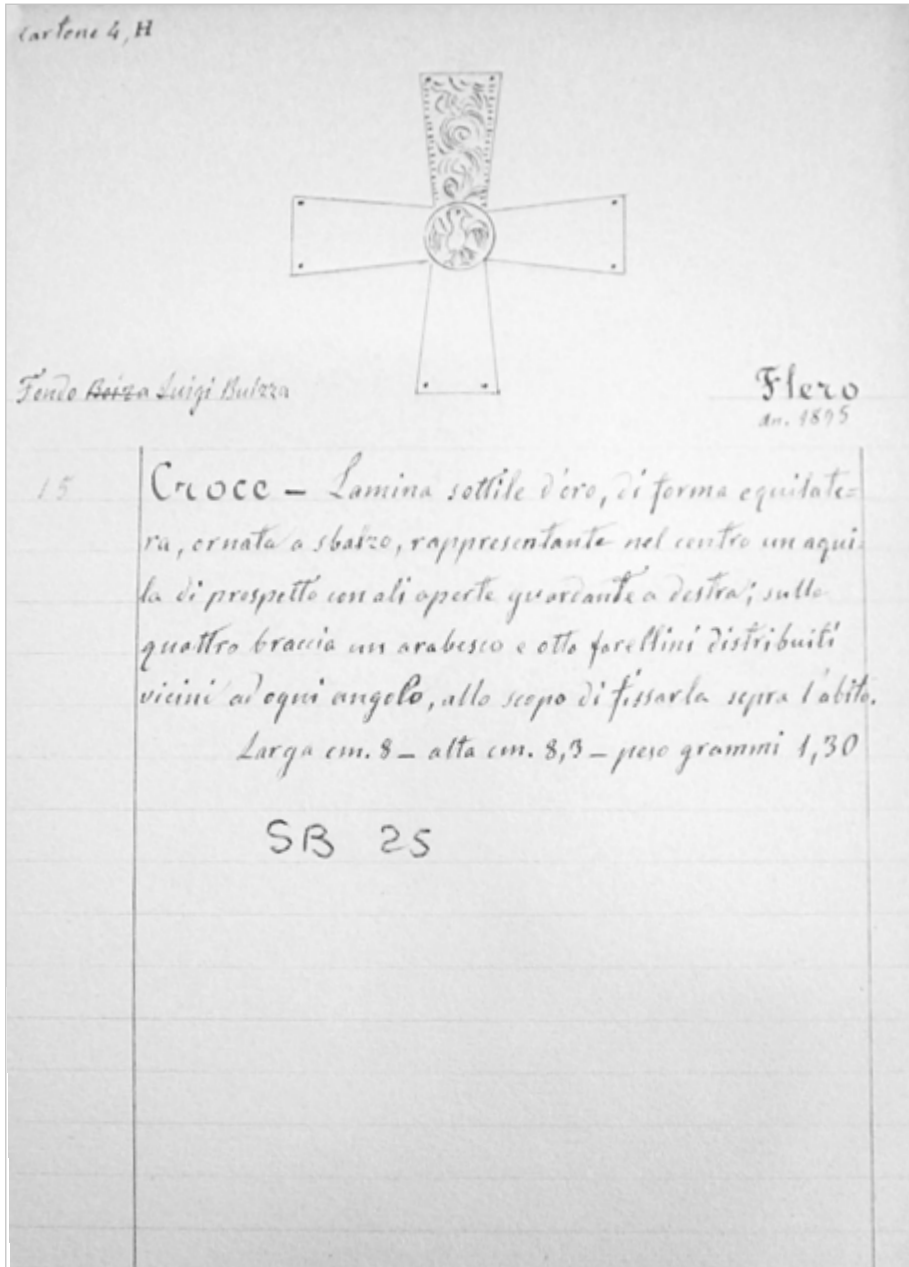 Cartone 4, H
Fondo Boiza Luigi Bulzza
Flero
An. 1895
15
Croce – Lamina sottile d'oro, di forma equilate=
ra, ornata a sbalzo, rappresentante nel centro un aqui-
la di prospetto con ali aperte guardante a destra; sulle
quattro braccia un arabesco e otto forellini distribuiti
vicini ad ogni angolo, allo scopo di fissarla sopra l'abito.
Larga cm. 8 – alta cm. 8,3 – peso grammi 1,30
SB 25